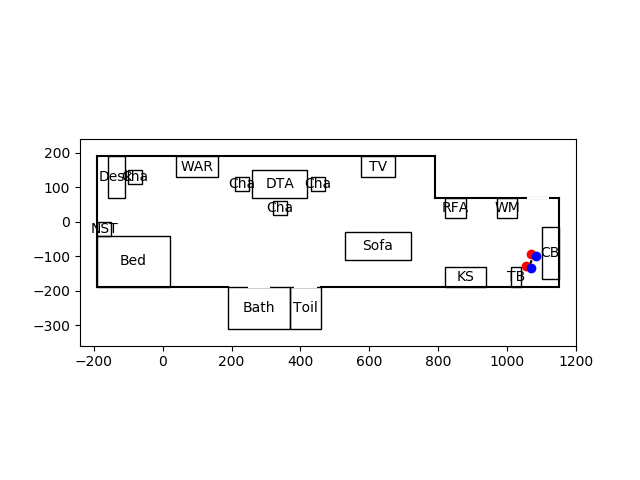 200
100
0
−100
−200
−300
WAR
TV
Desk
Cha
Cha
DTA
Cha
Cha
RFA
WM
NST
Bed
Sofa
CB
KS
TB
Bath
Toil
−200
0
200
400
600
800
1000
1200